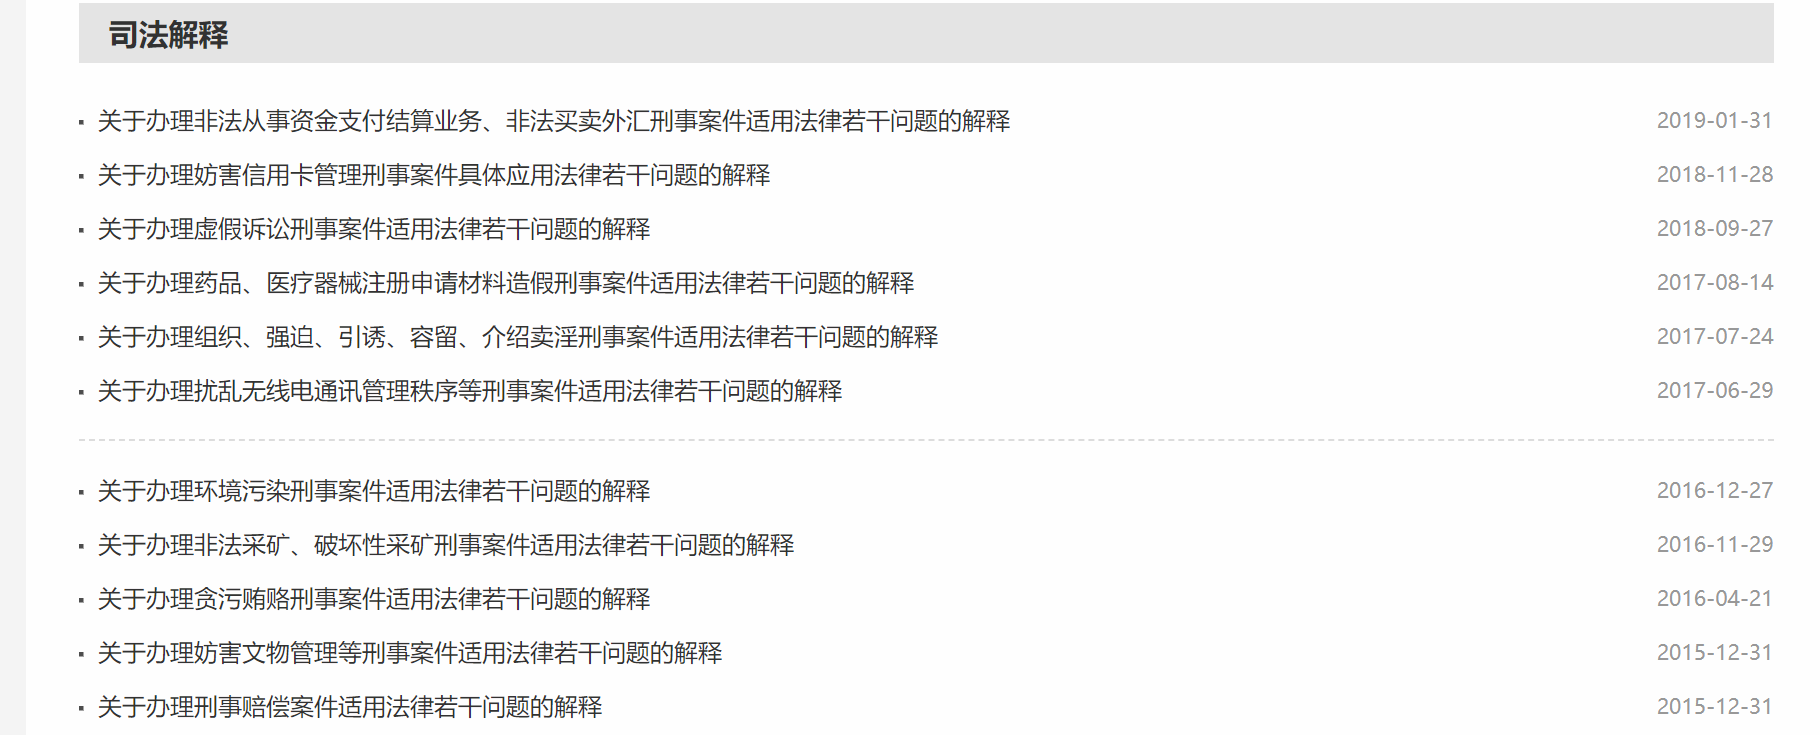 司法解释
关于办理非法从事资金支付结算业务、非法买卖外汇刑事案件适用法律若干问题的解释 2019-01-31
关于办理妨害信用卡管理刑事案件具体应用法律若干问题的解释 2018-11-28
关于办理虚假诉讼刑事案件适用法律若干问题的解释 2018-09-27
关于办理药品、医疗器械注册申请材料造假刑事案件适用法律若干问题的解释 2017-08-14
关于办理组织、强迫、引诱、容留、介绍卖淫刑事案件适用法律若干问题的解释 2017-07-24
关于办理扰乱无线电通讯管理秩序等刑事案件适用法律若干问题的解释 2017-06-29
关于办理环境污染刑事案件适用法律若干问题的解释 2016-12-27
关于办理非法采矿、破坏性采矿刑事案件适用法律若干问题的解释 2016-11-29
关于办理贪污贿赂刑事案件适用法律若干问题的解释 2016-04-21
关于办理妨害文物管理等刑事案件适用法律若干问题的解释 2015-12-31
关于办理刑事赔偿案件适用法律若干问题的解释 2015-12-31